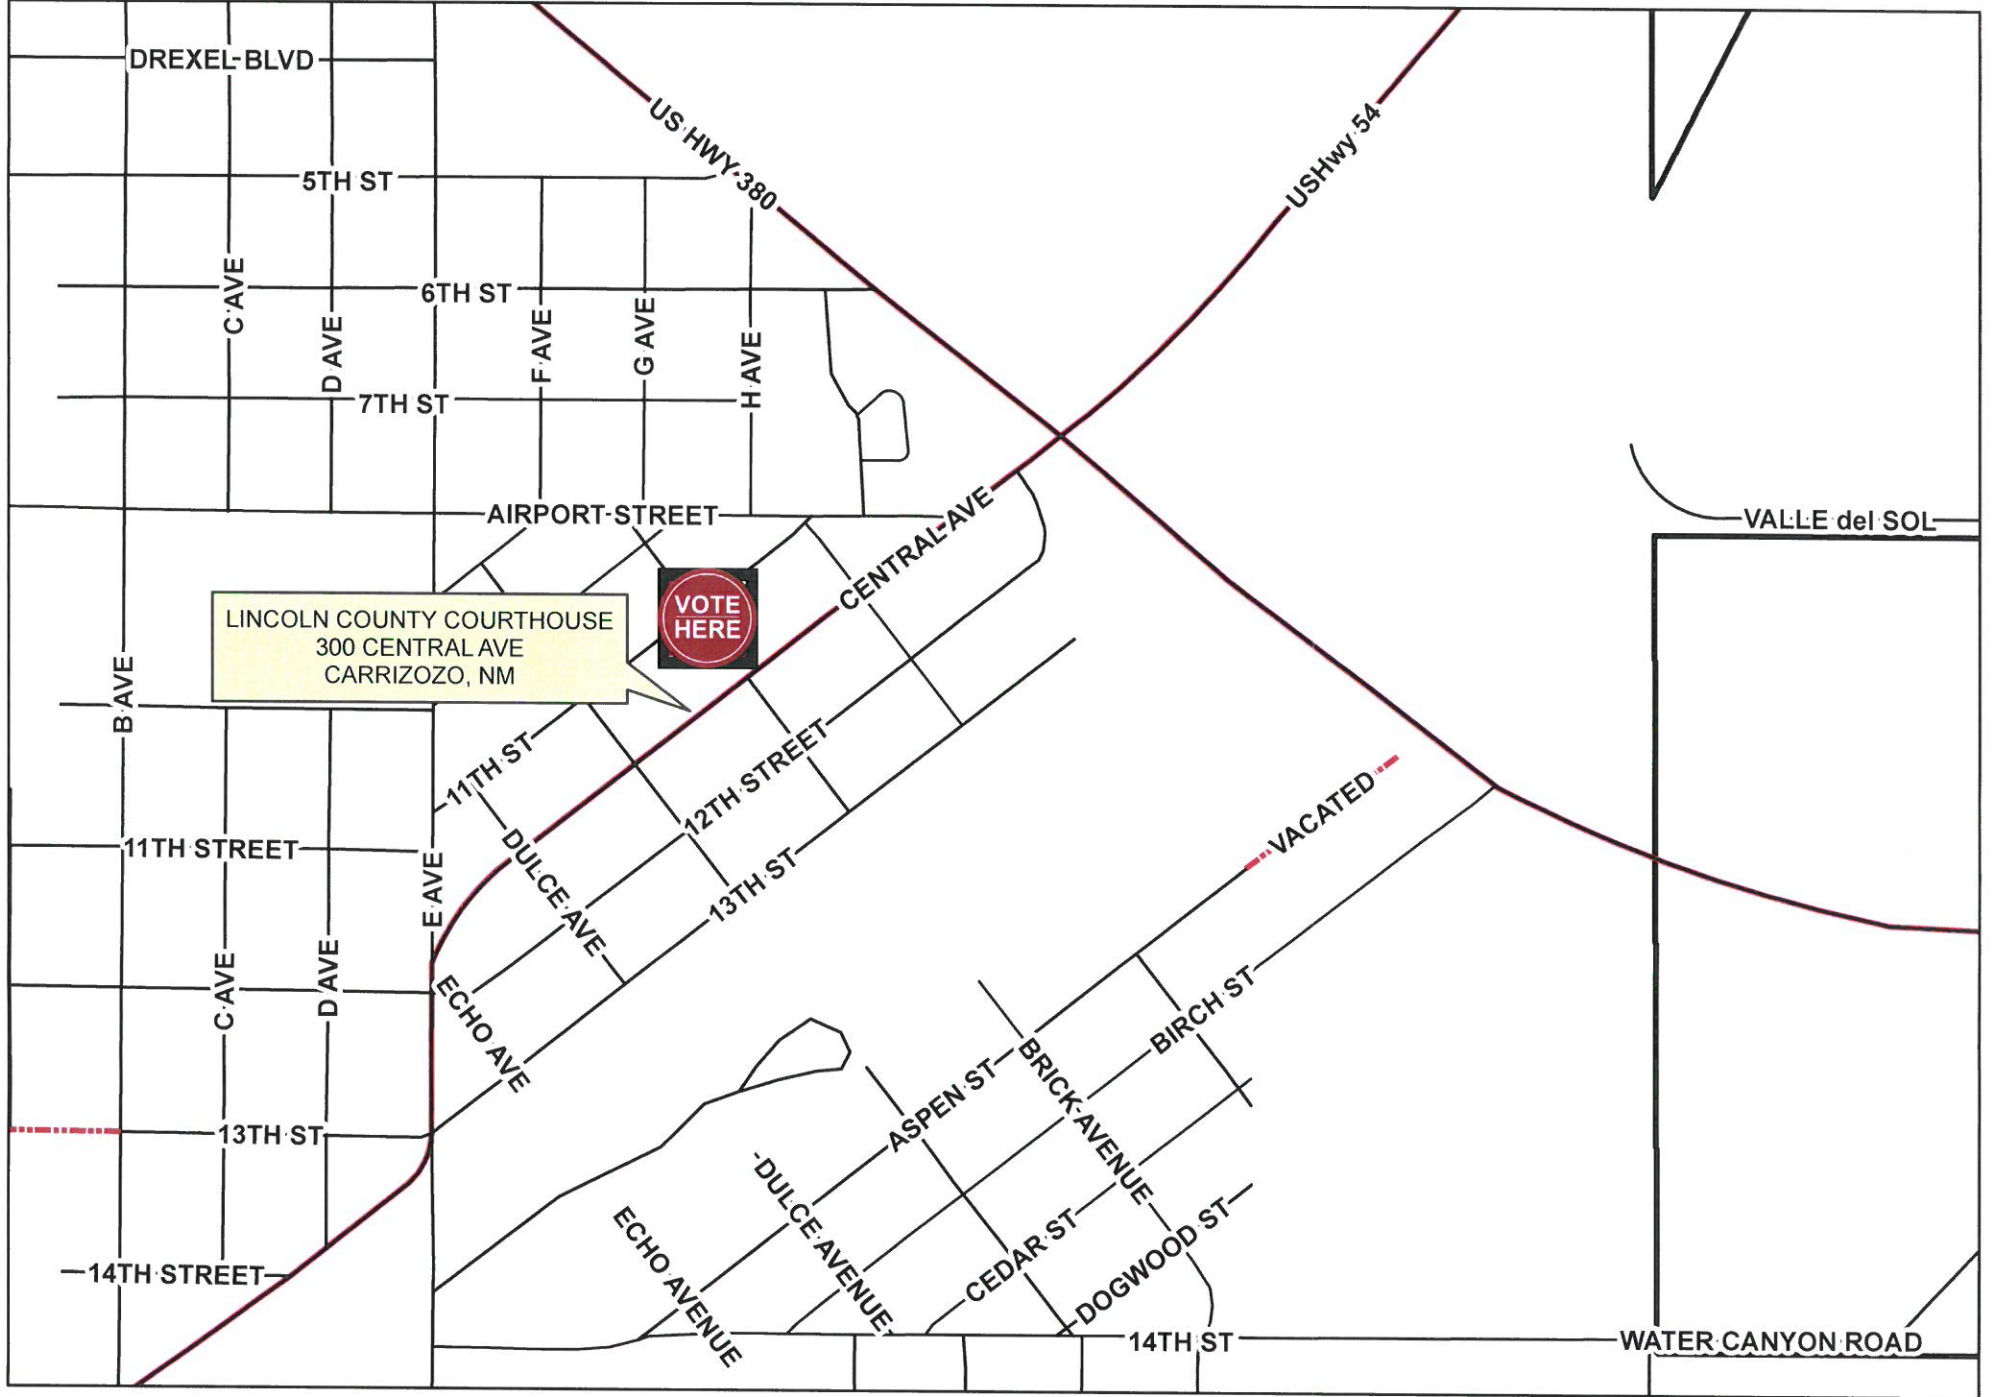 DREXEL BLVD
US HWY 380
USHwy 54
5TH ST
C AVE
6TH ST
D AVE
F AVE
G AVE
H AVE
7TH ST
AIRPORT STREET
CENTRAL AVE
VALLE del SOL
VOTE
HERE
LINCOLN COUNTY COURTHOUSE
300 CENTRAL AVE
CARRIZOZO, NM
B AVE
11TH ST
12TH STREET
VACATED
11TH STREET
E AVE
DULCE AVE
13TH ST
C AVE
D AVE
ECHO AVE
BIRCH ST
ASPEN ST
BRICK AVENUE
13TH ST
DULCE AVENUE
ECHO AVENUE
CEDAR ST
DOGWOOD ST
14TH STREET
14TH ST
WATER CANYON ROAD